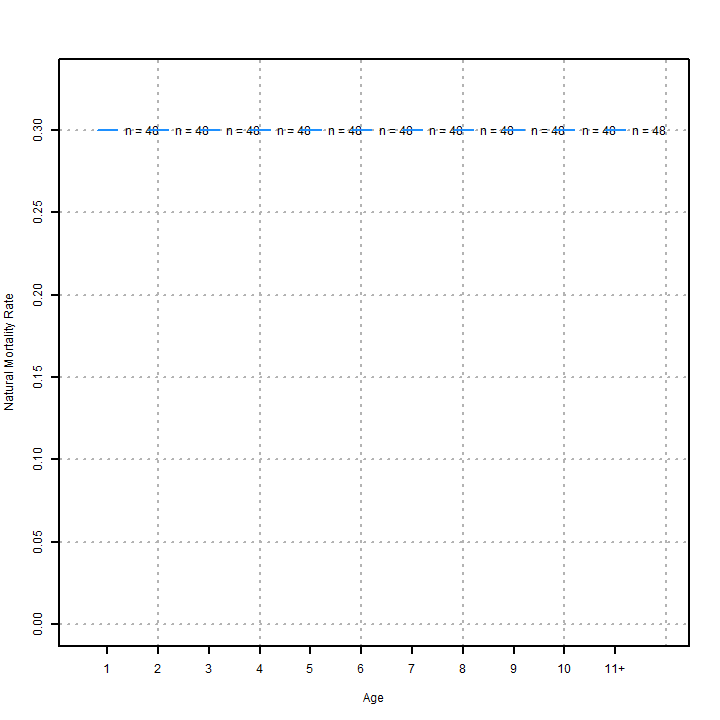 0.30
n = 48 n = 48 n = 48 n = 48 n = 48 n = 48 n = 48 n = 48 n = 48 n = 48 n = 48
0.25
0.20
Natural Mortality Rate
0.15
0.10
0.05
0.00
1 2 3 4 5 6 7 8 9 10 11+
Age